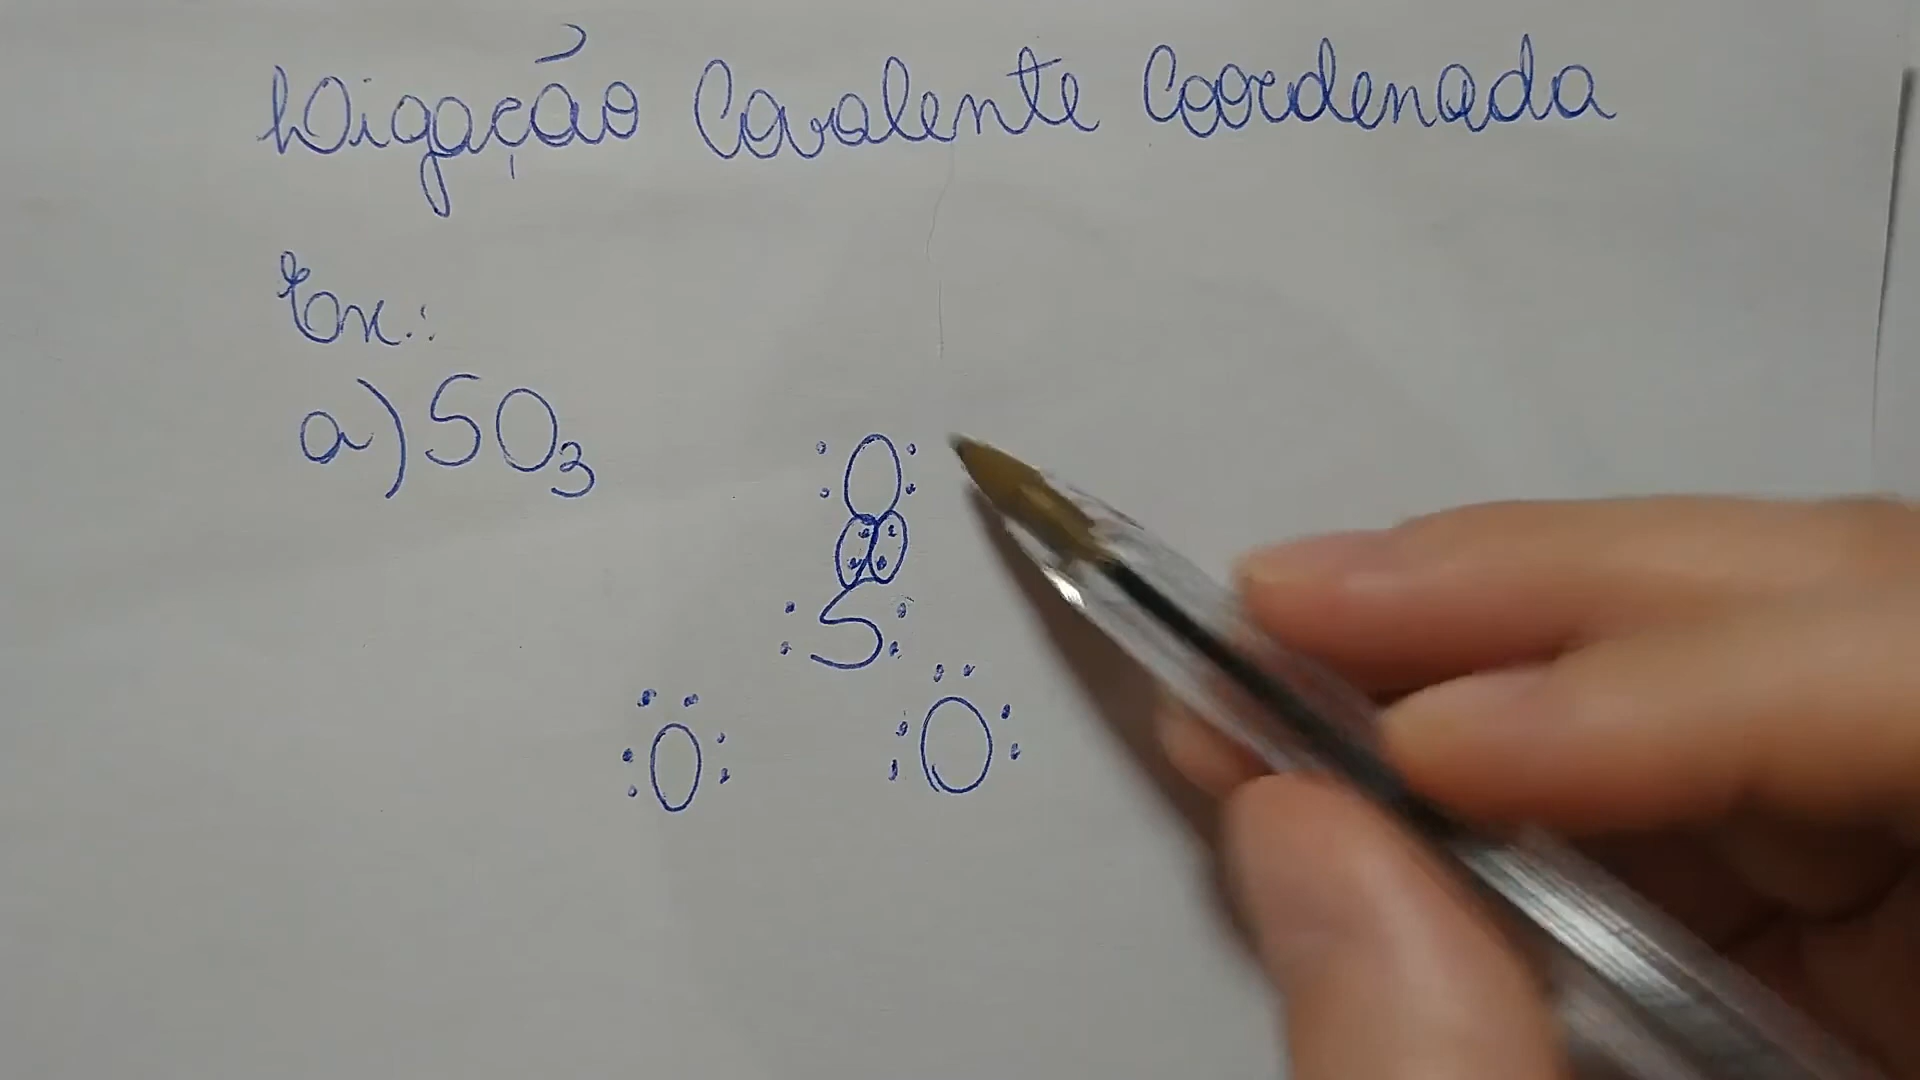 Ligação Covalente Coordenada
Ex.:
a) SO₃
O
S
O O